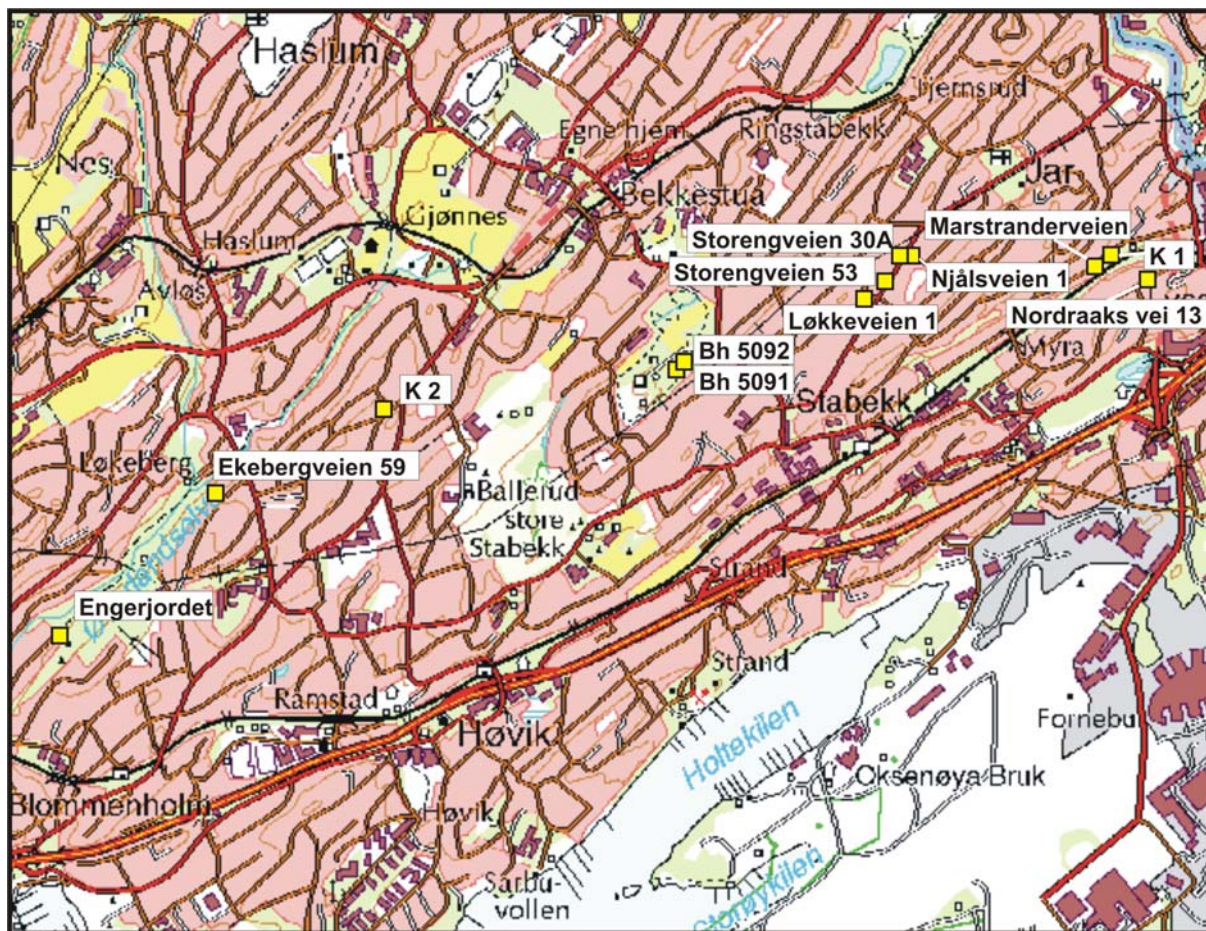 Haslum
Tjernsrud
Egne hjem
Ringstabekk
Nes
Jar
Bekkestua
Gjønnes
Haslum
Marstranderveien
Storengveien 30A
K 1
Storengveien 53
Njålsveien 1
Avløs
Løkkeveien 1
Nordraaks vei 13
Myra
Bh 5092
Bh 5091
K 2
Stabekk
Løkeberg
Ekebergveien 59
Ballerud
store
Stabekk
Strand
Engerjordet
Strand
Ramstad
Høvik
Fornebu
Holtekilen
Oksenøya Bruk
Blommenholm
Høvik
Sarbu-
vollen
Storøykilen